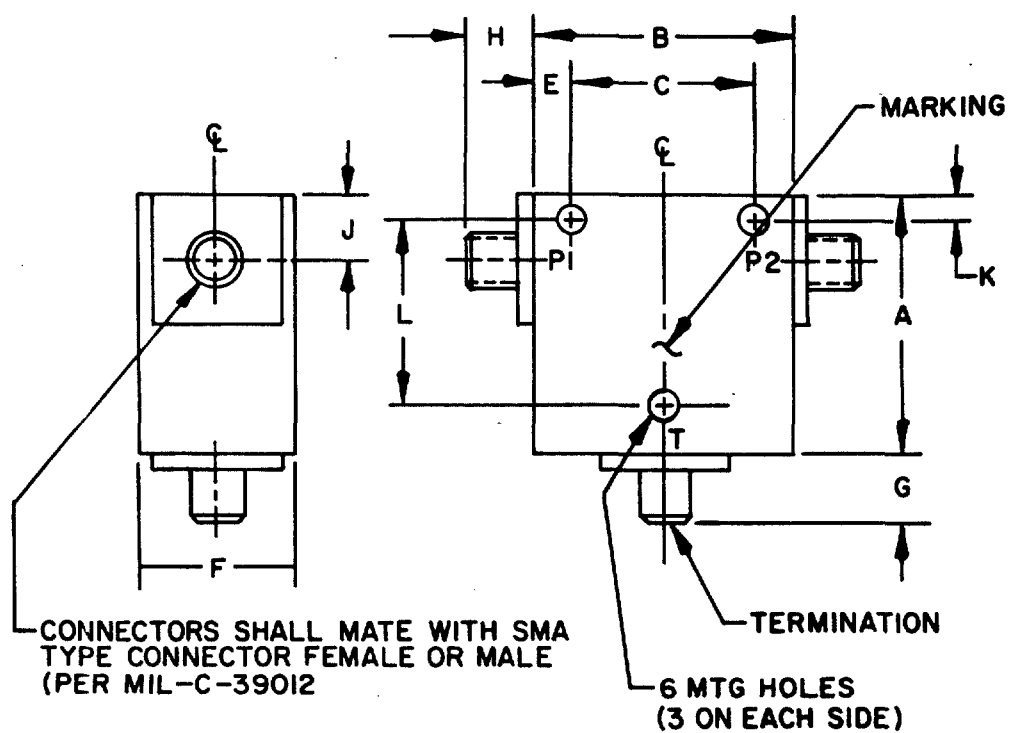 H
B
E
C
MARKING
℄
℄
J
P1
P2
K
L
A
T
G
F
CONNECTORS SHALL MATE WITH SMA
TYPE CONNECTOR FEMALE OR MALE
(PER MIL-C-39012
TERMINATION
6 MTG HOLES
(3 ON EACH SIDE)